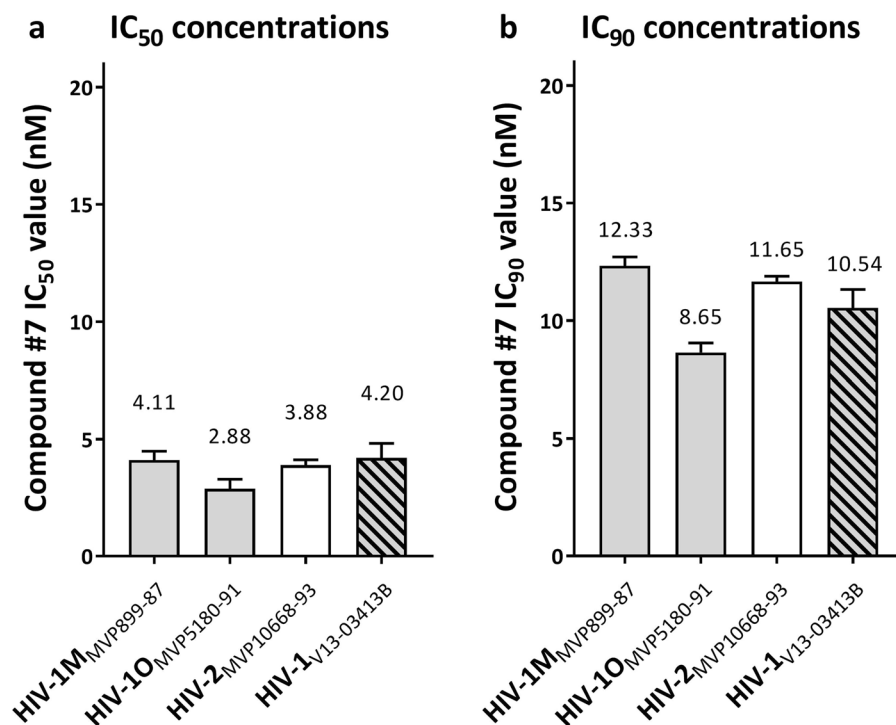 a IC50 concentrations
Compound #7 IC50 value (nM)
20
15
10
5
0
4.11
2.88
3.88
4.20
HIV-1MMVP899-87
HIV-1OMVP5180-91
HIV-2MVP10668-93
HIV-1V13-03413B
b IC90 concentrations
Compound #7 IC90 value (nM)
20
15
10
5
0
12.33
8.65
11.65
10.54
HIV-1MMVP899-87
HIV-1OMVP5180-91
HIV-2MVP10668-93
HIV-1V13-03413B